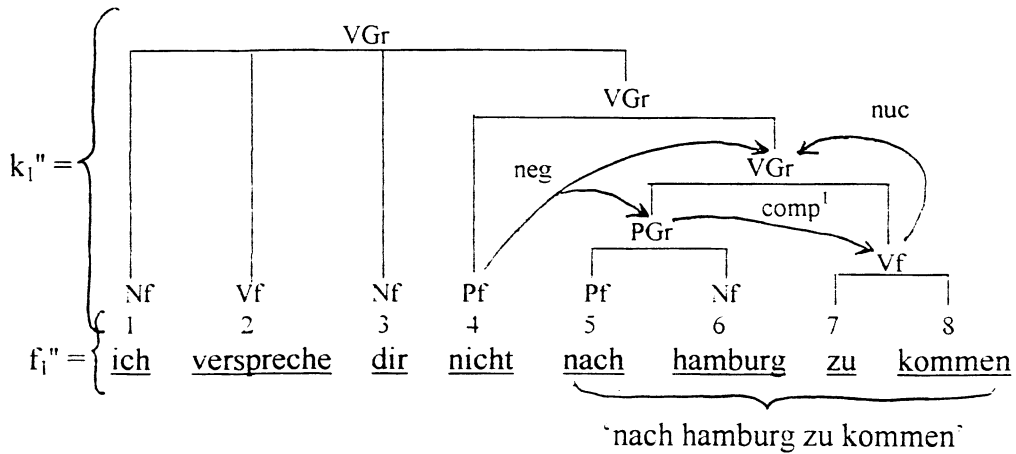 VGr
VGr
nuc
k₁" =
neg
VGr
comp¹
PGr
Vf
Nf Vf Nf Pf Pf Nf
1 2 3 4 5 6 7 8
f₁" = ich verspreche dir nicht nach hamburg zu kommen
‘nach hamburg zu kommen’